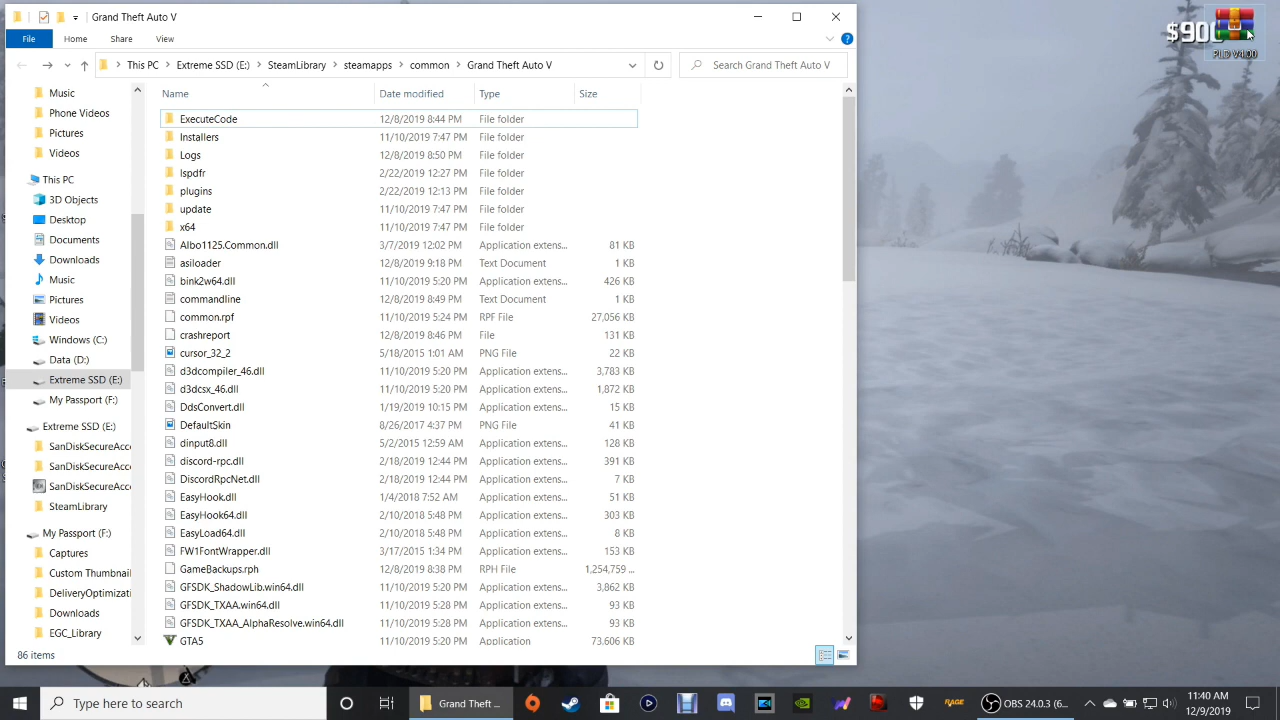 Grand Theft Auto V
File Home Share View
This PC Extreme SSD (E:) SteamLibrary steamapps common Grand Theft Auto V Search Grand Theft Auto V
Name Date modified Type Size
Music
Phone Videos
Pictures
Videos
This PC
3D Objects
Desktop
Documents
Downloads
Music
Pictures
Videos
Windows (C:)
Data (D:)
Extreme SSD (E:)
My Passport (F:)
Extreme SSD (E:)
SanDiskSecureAcce
SanDiskSecureAcce
SanDiskSecureAcce
SteamLibrary
My Passport (F:)
Captures
Custom Thumbnai
DeliveryOptimizati
Downloads
EGC_Library
ExecuteCode 12/8/2019 8:44 PM File folder
Installers 11/10/2019 7:47 PM File folder
Logs 12/8/2019 8:50 PM File folder
lspdfr 2/22/2019 12:27 PM File folder
plugins 2/22/2019 12:13 PM File folder
update 11/10/2019 7:47 PM File folder
x64 11/10/2019 7:47 PM File folder
Albo1125.Common.dll 3/7/2019 12:02 PM Application extens... 81 KB
asiloader 12/8/2019 9:18 PM Text Document 1 KB
bink2w64.dll 11/10/2019 5:20 PM Application extens... 426 KB
commandline 12/8/2019 8:49 PM Text Document 1 KB
common.rpf 11/10/2019 5:24 PM RPF File 27,056 KB
crashreport 12/8/2019 8:46 PM File 131 KB
cursor_32_2 5/18/2015 1:01 AM PNG File 22 KB
d3dcompiler_46.dll 11/10/2019 5:20 PM Application extens... 3,783 KB
d3dcsx_46.dll 11/10/2019 5:20 PM Application extens... 1,872 KB
DdsConvert.dll 1/19/2019 10:15 PM Application extens... 15 KB
DefaultSkin 8/26/2017 4:37 PM PNG File 41 KB
dinput8.dll 5/2/2015 12:59 AM Application extens... 128 KB
discord-rpc.dll 2/18/2019 12:44 PM Application extens... 391 KB
DiscordRpcNet.dll 2/18/2019 12:44 PM Application extens... 7 KB
EasyHook.dll 1/4/2018 7:52 AM Application extens... 51 KB
EasyHook64.dll 2/10/2018 5:48 PM Application extens... 303 KB
EasyLoad64.dll 2/10/2018 5:48 PM Application extens... 8 KB
FW1FontWrapper.dll 3/17/2015 1:34 PM Application extens... 153 KB
GameBackups.rph 12/8/2019 8:38 PM RPH File 1,254,759 ...
GFSDK_ShadowLib.win64.dll 11/10/2019 5:20 PM Application extens... 3,862 KB
GFSDK_TXAA.win64.dll 11/10/2019 5:28 PM Application extens... 93 KB
GFSDK_TXAA_AlphaResolve.win64.dll 11/10/2019 5:28 PM Application extens... 93 KB
GTA5 11/10/2019 5:20 PM Application 73,606 KB
86 items
$900
PLD V4.00
Type here to search
Grand Theft ...
RAGE
OBS 24.0.3 (6...
11:40 AM
12/9/2019